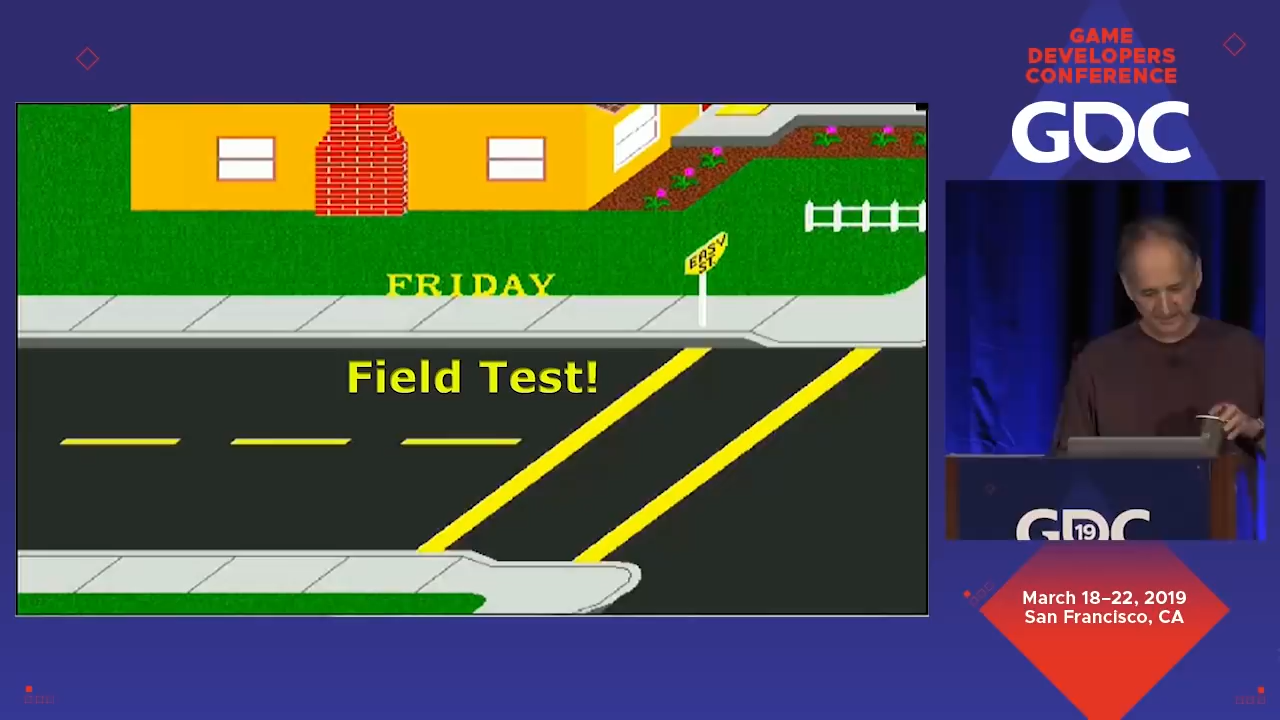 GAME
DEVELOPERS
CONFERENCE
GDC
EASY
ST.
FRIDAY
Field Test!
GDC
19
March 18–22, 2019
San Francisco, CA